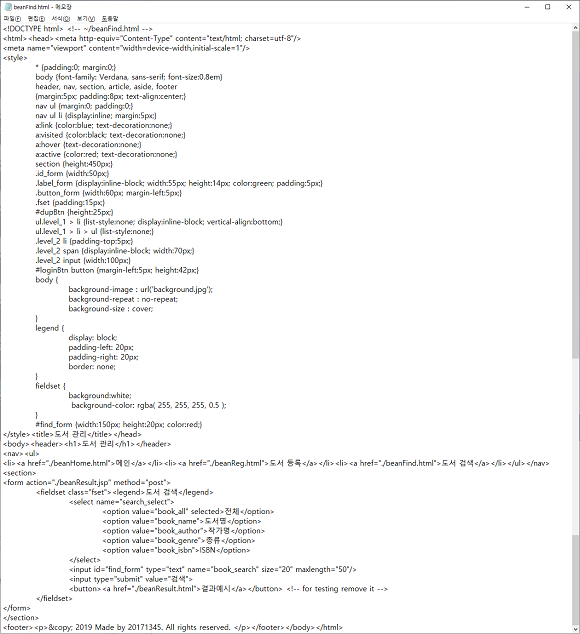 beanFind.html - 메모장
파일(F) 편집(E) 서식(O) 보기(V) 도움말
<!DOCTYPE html> <!-- ~/beanFind.html -->
<html><head><meta http-equiv="Content-Type" content="text/html; charset=utf-8"/>
<meta name="viewport" content="width=device-width,initial-scale=1"/>
<style>
* {padding:0; margin:0;}
body {font-family: Verdana, sans-serif; font-size:0.8em}
header, nav, section, article, aside, footer
{margin:5px; padding:8px; text-align:center;}
nav ul {margin:0; padding:0;}
nav ul li {display:inline; margin:5px;}
a:link {color:blue; text-decoration:none;}
a:visited {color:black; text-decoration:none;}
a:hover {text-decoration:none;}
a:active {color:red; text-decoration:none;}
section {height:450px;}
.id_form {width:50px;}
.label_form {display:inline-block; width:55px; height:14px; color:green; padding:5px;}
.button_form {width:60px; margin-left:5px;}
.fset {padding:15px;}
#dupBtn {height:25px;}
ul.level_1 > li {list-style:none; display:inline-block; vertical-align:bottom;}
ul.level_1 > li > ul {list-style:none;}
.level_2 li {padding-top:5px;}
.level_2 span {display:inline-block; width:70px;}
.level_2 input {width:100px;}
#loginBtn button {margin-left:5px; height:42px;}
body {
background-image : url('background.jpg');
background-repeat : no-repeat;
background-size : cover;
}
legend {
display: block;
padding-left: 20px;
padding-right: 20px;
border: none;
}
fieldset {
background:white;
background-color: rgba( 255, 255, 255, 0.5 );
}
#find_form {width:150px; height:20px; color:red;}
</style><title>도서 관리</title></head>
<body><header><h1>도서 관리</h1></header>
<nav><ul>
<li><a href="./beanHome.html">메인</a></li><li><a href="./beanReg.html">도서 등록</a></li><li><a href="./beanFind.html">도서 검색</a></li></ul></nav>
<section>
<form action="./beanResult.jsp" method="post">
<fieldset class="fset"><legend>도서 검색</legend>
<select name="search_select">
<option value="book_all" selected>전체</option>
<option value="book_name">도서명</option>
<option value="book_author">작가명</option>
<option value="book_genre">종류</option>
<option value="book_isbn">ISBN</option>
</select>
<input id="find_form" type="text" name="book_search" size="20" maxlength="50"/>
<input type="submit" value="검색">
<button><a href="./beanResult.html">결과예시</a></button> <!-- for testing remove it -->
</fieldset>
</form>
</section>
<footer><p>&copy; 2019 Made by 20171345. All rights reserved. </p></footer></body></html>